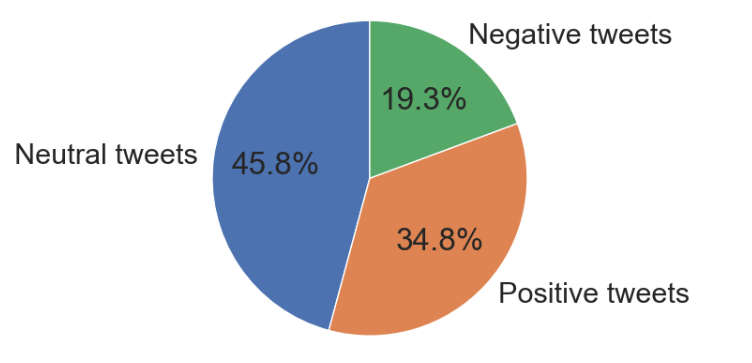 Negative tweets
19.3%
Neutral tweets
45.8%
34.8%
Positive tweets